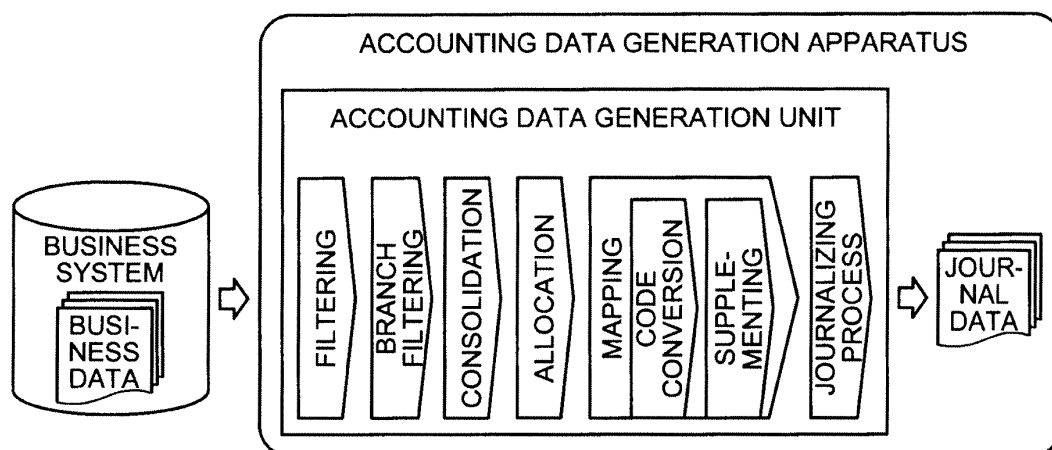 ACCOUNTING DATA GENERATION APPARATUS
ACCOUNTING DATA GENERATION UNIT
BUSINESS
SYSTEM
BUSI-
NESS
DATA
FILTERING
BRANCH
FILTERING
CONSOLIDATION
ALLOCATION
MAPPING
CODE
CONVERSION
SUPPLE-
MENTING
JOURNALIZING
PROCESS
JOUR-
NAL
DATA